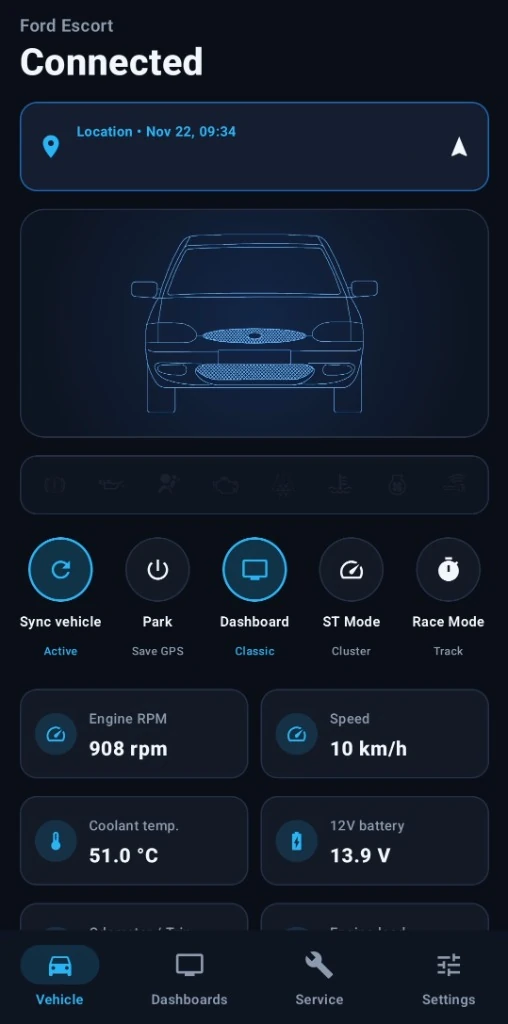 Ford Escort
Connected
Location • Nov 22, 09:34
Sync vehicle
Active
Park
Save GPS
Dashboard
Classic
ST Mode
Cluster
Race Mode
Track
Engine RPM
908 rpm
Speed
10 km/h
Coolant temp.
51.0 °C
12V battery
13.9 V
Vehicle
Dashboards
Service
Settings